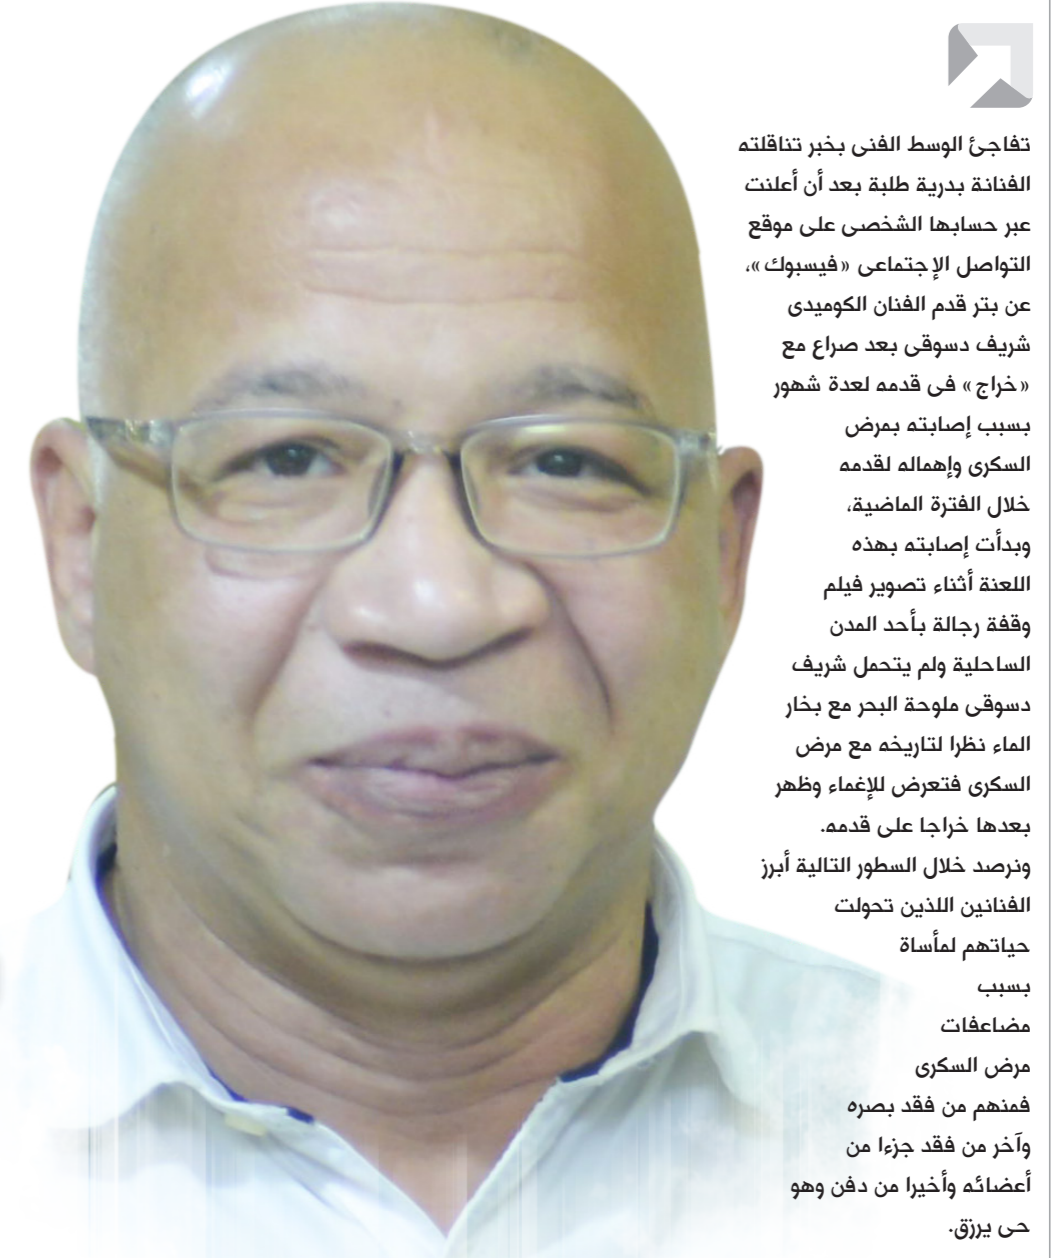 تفاجئ الوسط الفنى بخبر تناقلته
الفنانة بدرية طلبة بعد أن أعلنت
عبر حسابها الشخصى على موقع
التواصل الإجتماعى «فيسبوك»،
عن بتر قدم الفنان الكوميدى
شريف دسوقى بعد صراع مع
«خراج» فى قدمه لعدة شهور
بسبب إصابته بمرض
السكرى وإهماله لقدمه
خلال الفترة الماضية،
وبدأت إصابته بهذه
اللعنة أثناء تصوير فيلم
وقفة رجالة بأحد المدن
الساحلية ولم يتحمل شريف
دسوقى ملوحة البحر مع بخار
الماء نظرا لتاريخه مع مرض
السكرى فتعرض للإغماء وظهر
بعدها خراجا على قدمه.
ونرصد خلال السطور التالية أبرز
الفنانين اللذين تحولت
حياتهم لمأساة
بسبب
مضاعفات
مرض السكرى
فمنهم من فقد بصره
وآخر من فقد جزءا من
أعضائه وأخيرا من دفن وهو
حى يرزق.